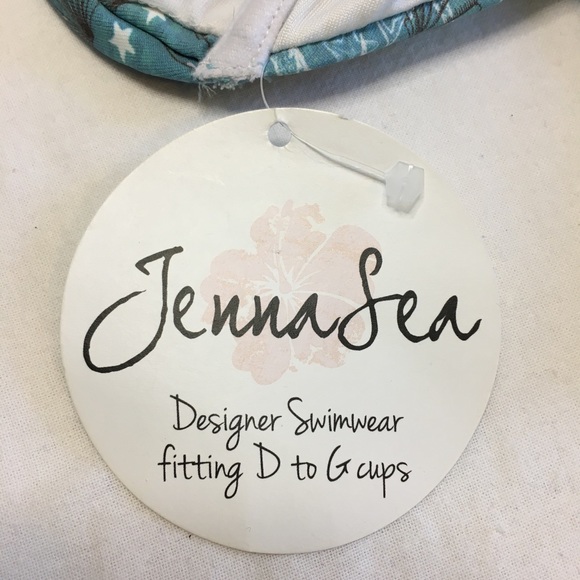 JennaSea
Designer Swimwear
fitting D to G cups